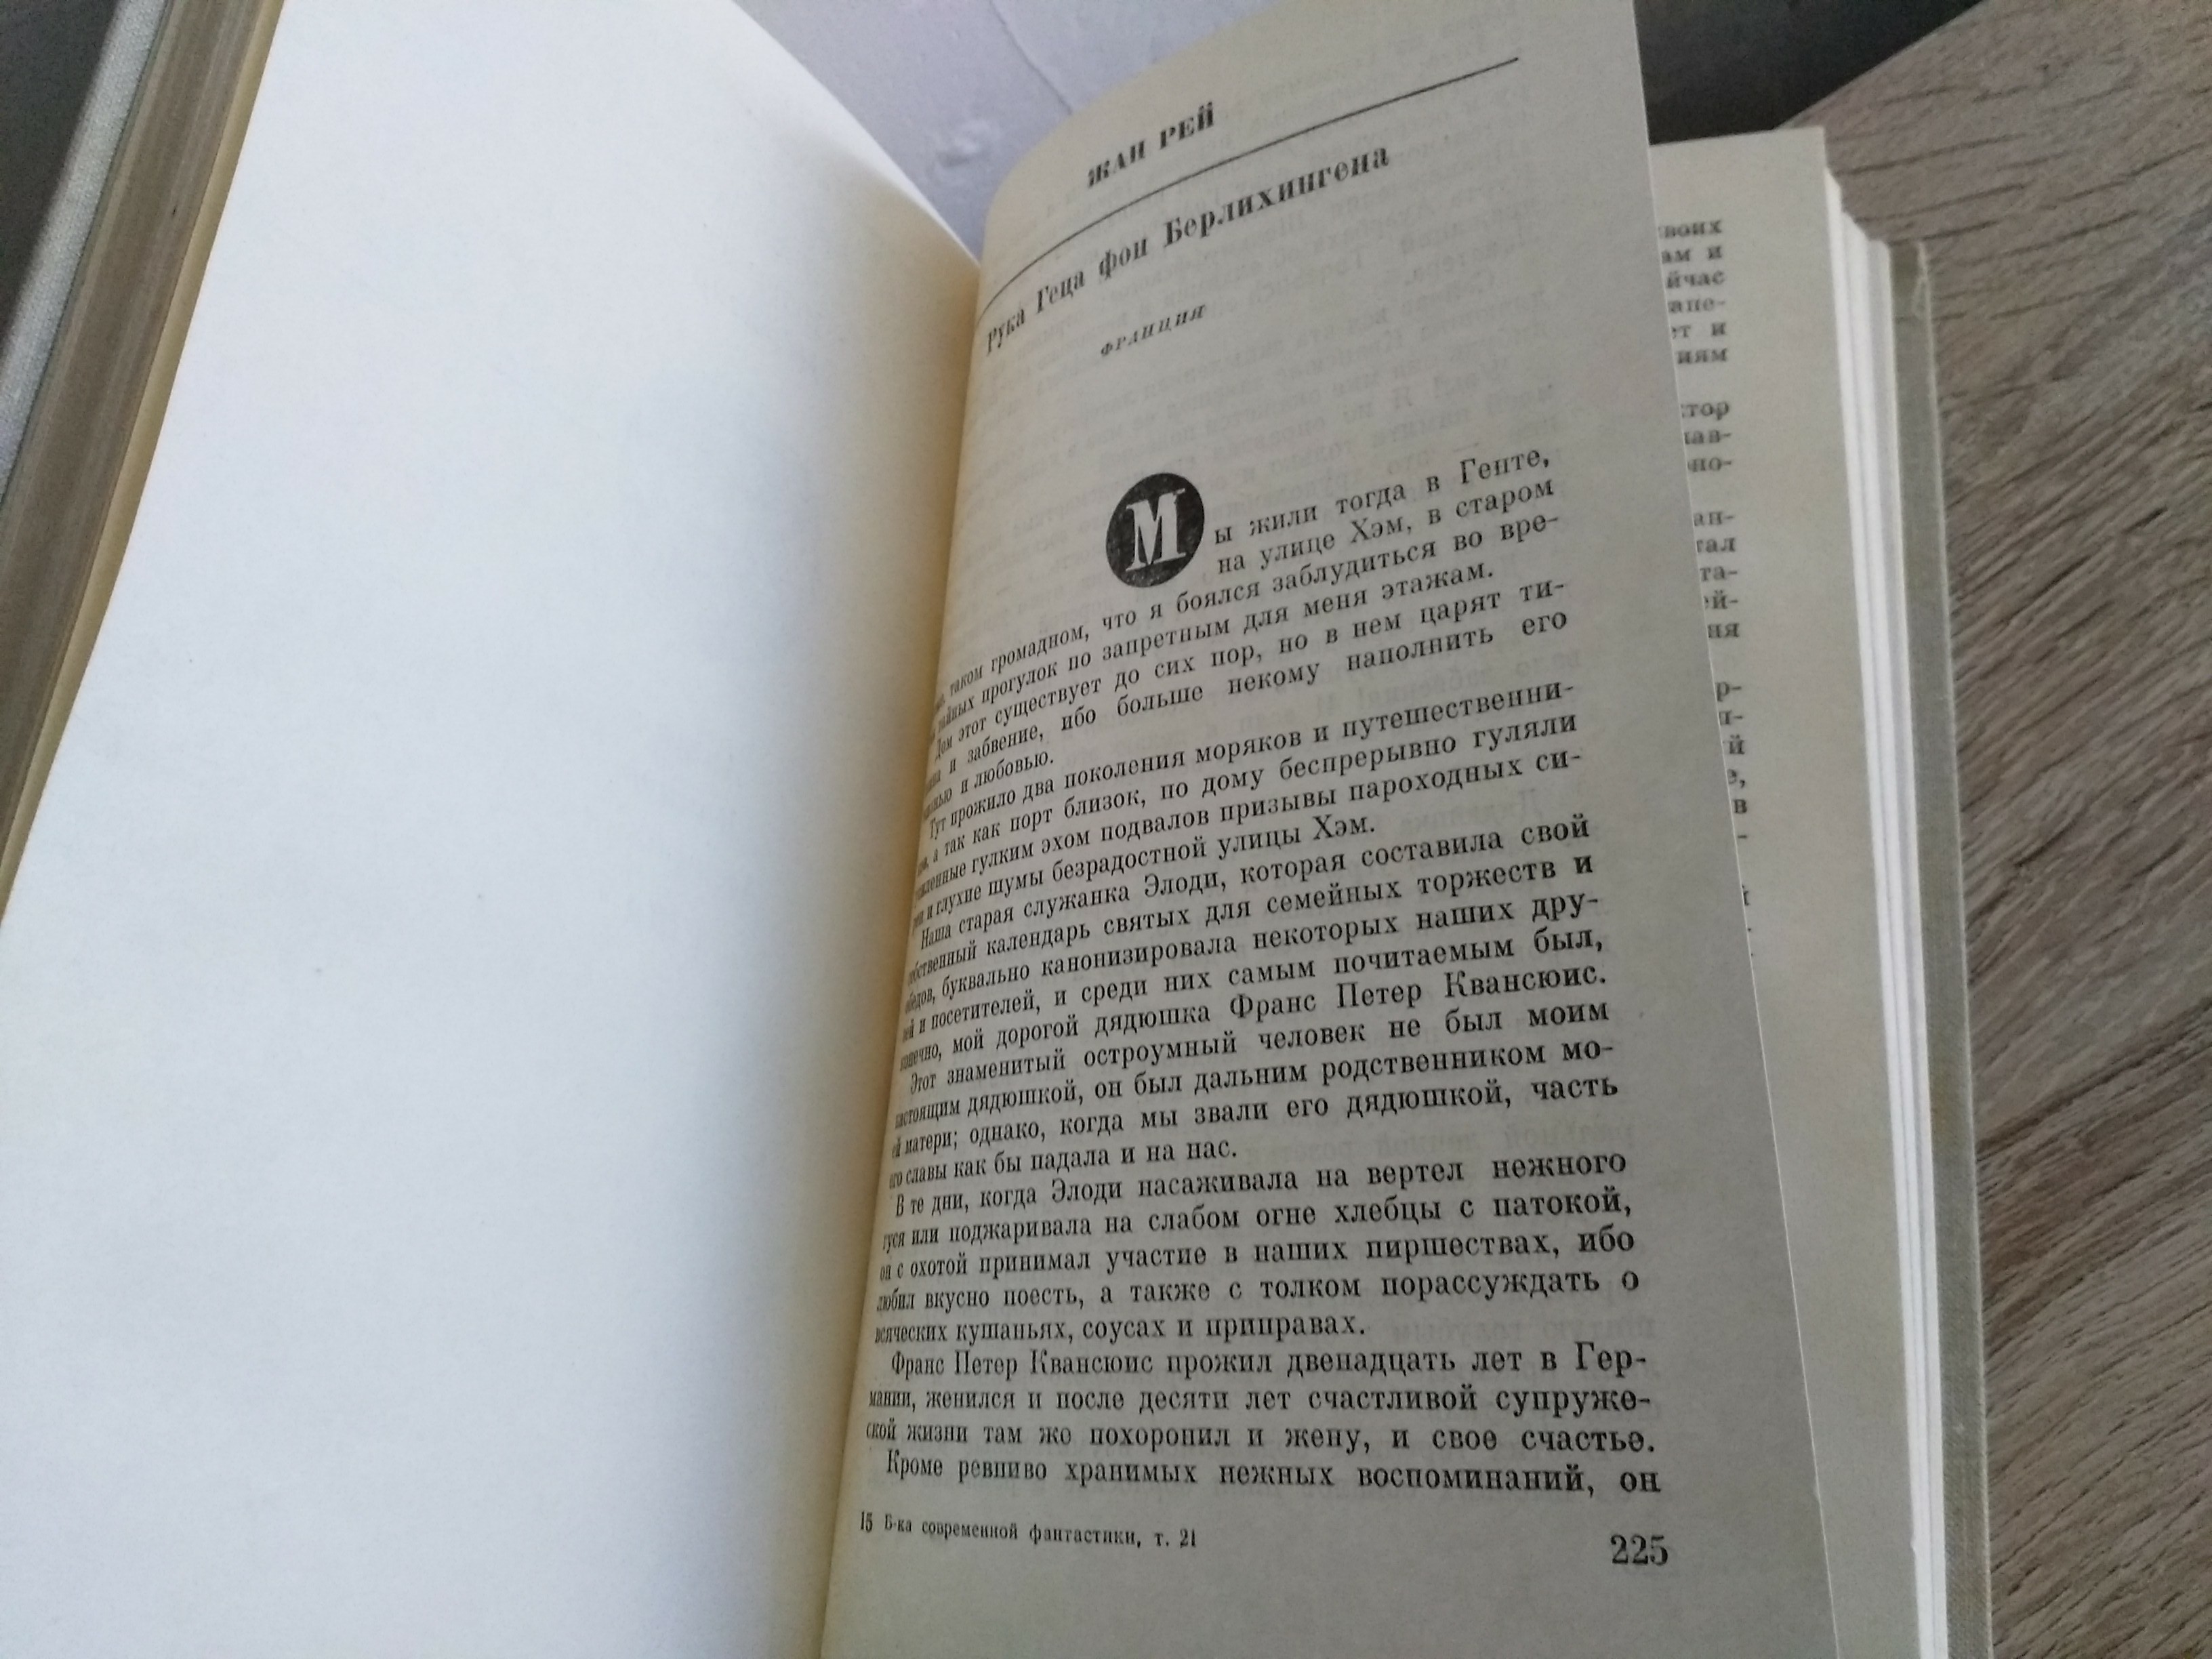 ЖАН РЕЙ
Рука Геца фон Берлихингена
ФРАНЦИЯ
Мы жили тогда в Генте,
на улице Хэм, в старом
таком громадном, что я боялся заблудиться во вре-
тайных прогулок по запретным для меня этажам.
Дом этот существует до сих пор, но в нем царят ти-
и забвение, ибо больше некому наполнить его
и любовью.
Тут прожило два поколения моряков и путешественни-
а так как порт близок, по дому беспрерывно гуляли
гулким эхом подвалов призывы пароходных си-
и глухие шумы безрадостной улицы Хэм.
Наша старая служанка Элоди, которая составила свой
собственный календарь святых для семейных торжеств и
обедов, буквально канонизировала некоторых наших дру-
зей и посетителей, и среди них самым почитаемым был,
конечно, мой дорогой дядюшка Франс Петер Квансюис.
Этот знаменитый остроумный человек не был моим
настоящим дядюшкой, он был дальним родственником мо-
ей матери; однако, когда мы звали его дядюшкой, часть
его славы как бы падала и на нас.
В те дни, когда Элоди насаживала на вертел нежного
гуся или поджаривала на слабом огне хлебцы с патокой,
он с охотой принимал участие в наших пиршествах, ибо
любил вкусно поесть, а также с толком порассуждать о
всяческих кушаньях, соусах и приправах.
Франс Петер Квансюис прожил двенадцать лет в Гер-
мании, женился и после десяти лет счастливой супруже-
ской жизни там же похоронил и жену, и свое счастье.
Кроме ревниво хранимых нежных воспоминаний, он
15 Б-ка современной фантастики, т. 21
225